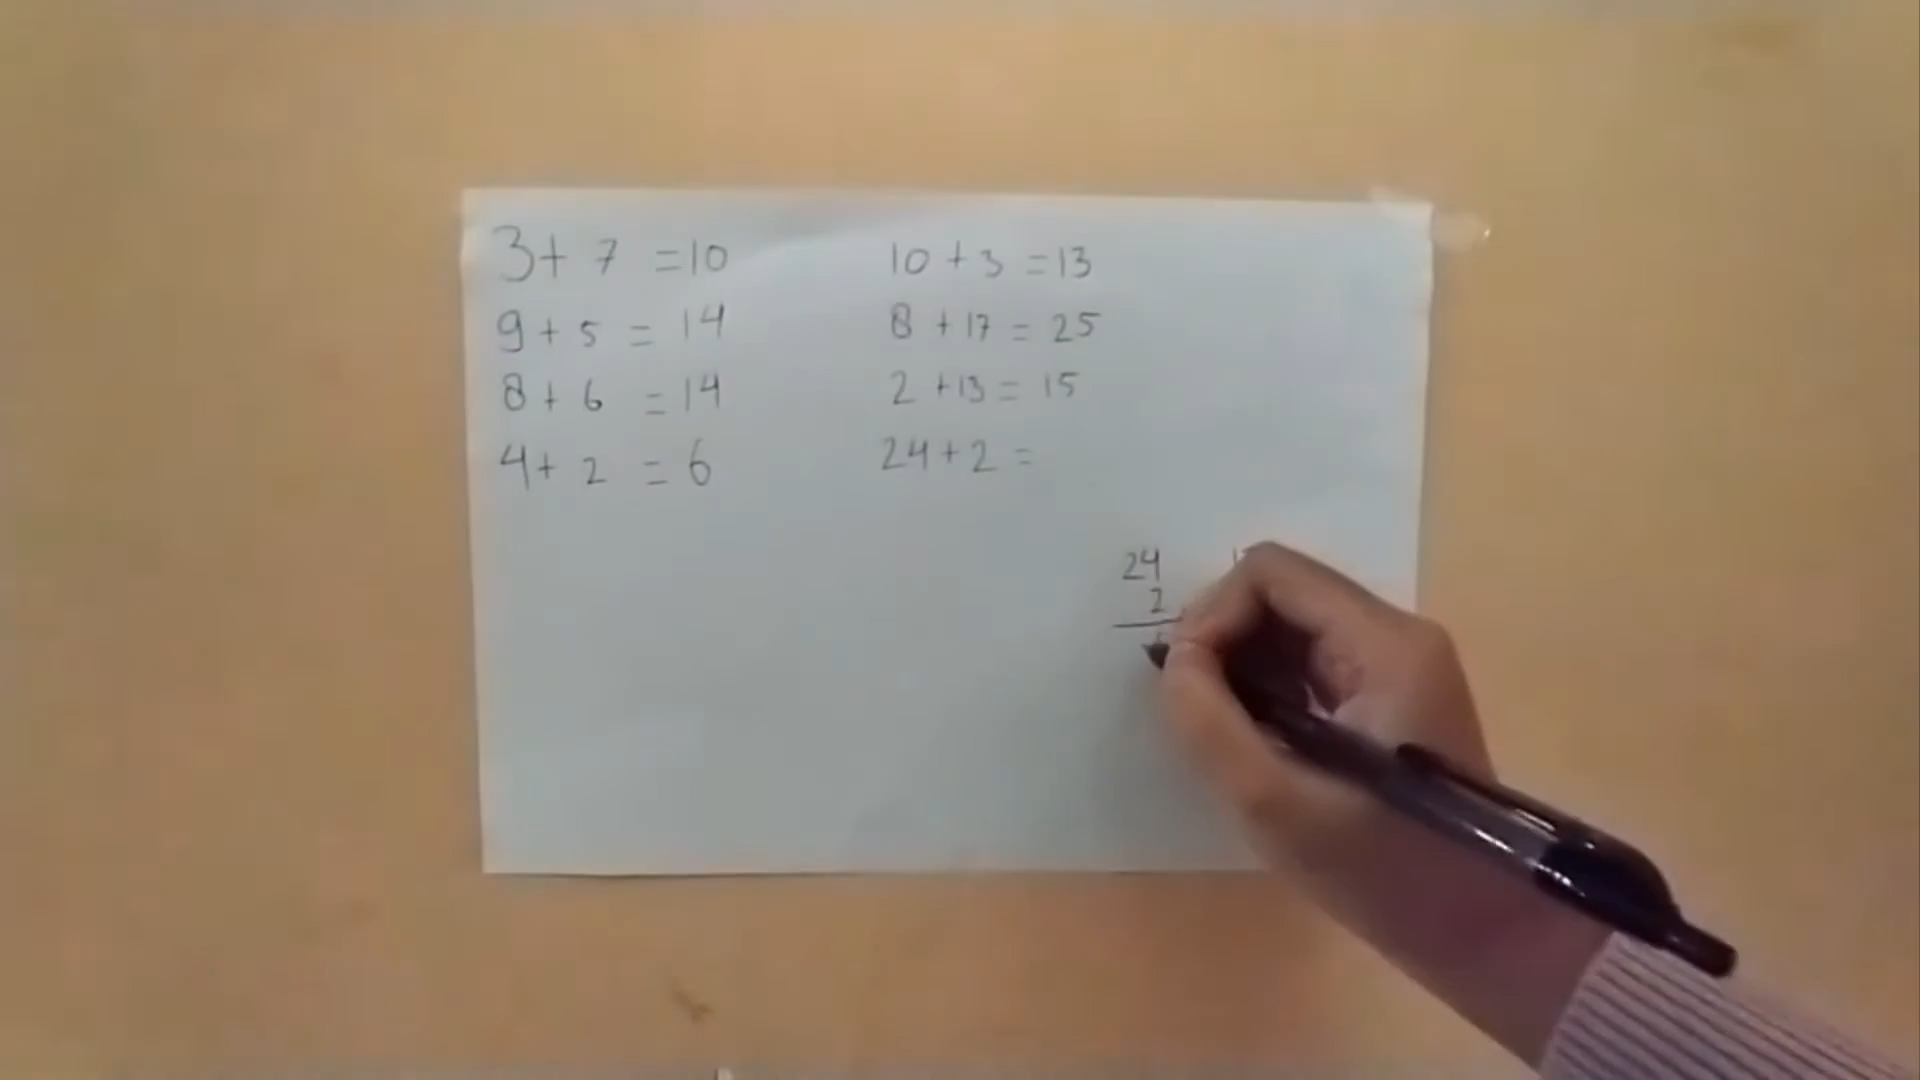 3 + 7 = 10
9 + 5 = 14
8 + 6 = 14
4 + 2 = 6
10 + 3 = 13
8 + 17 = 25
2 + 13 = 15
24 + 2 =
24
2